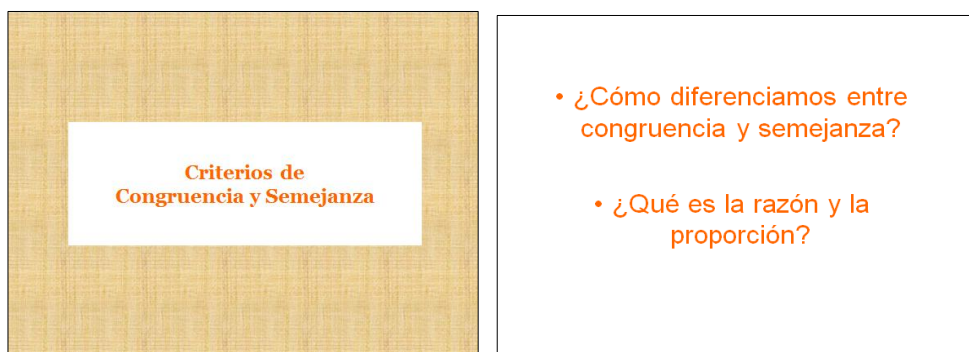 Criterios de
Congruencia y Semejanza
• ¿Cómo diferenciamos entre
congruencia y semejanza?
• ¿Qué es la razón y la
proporción?